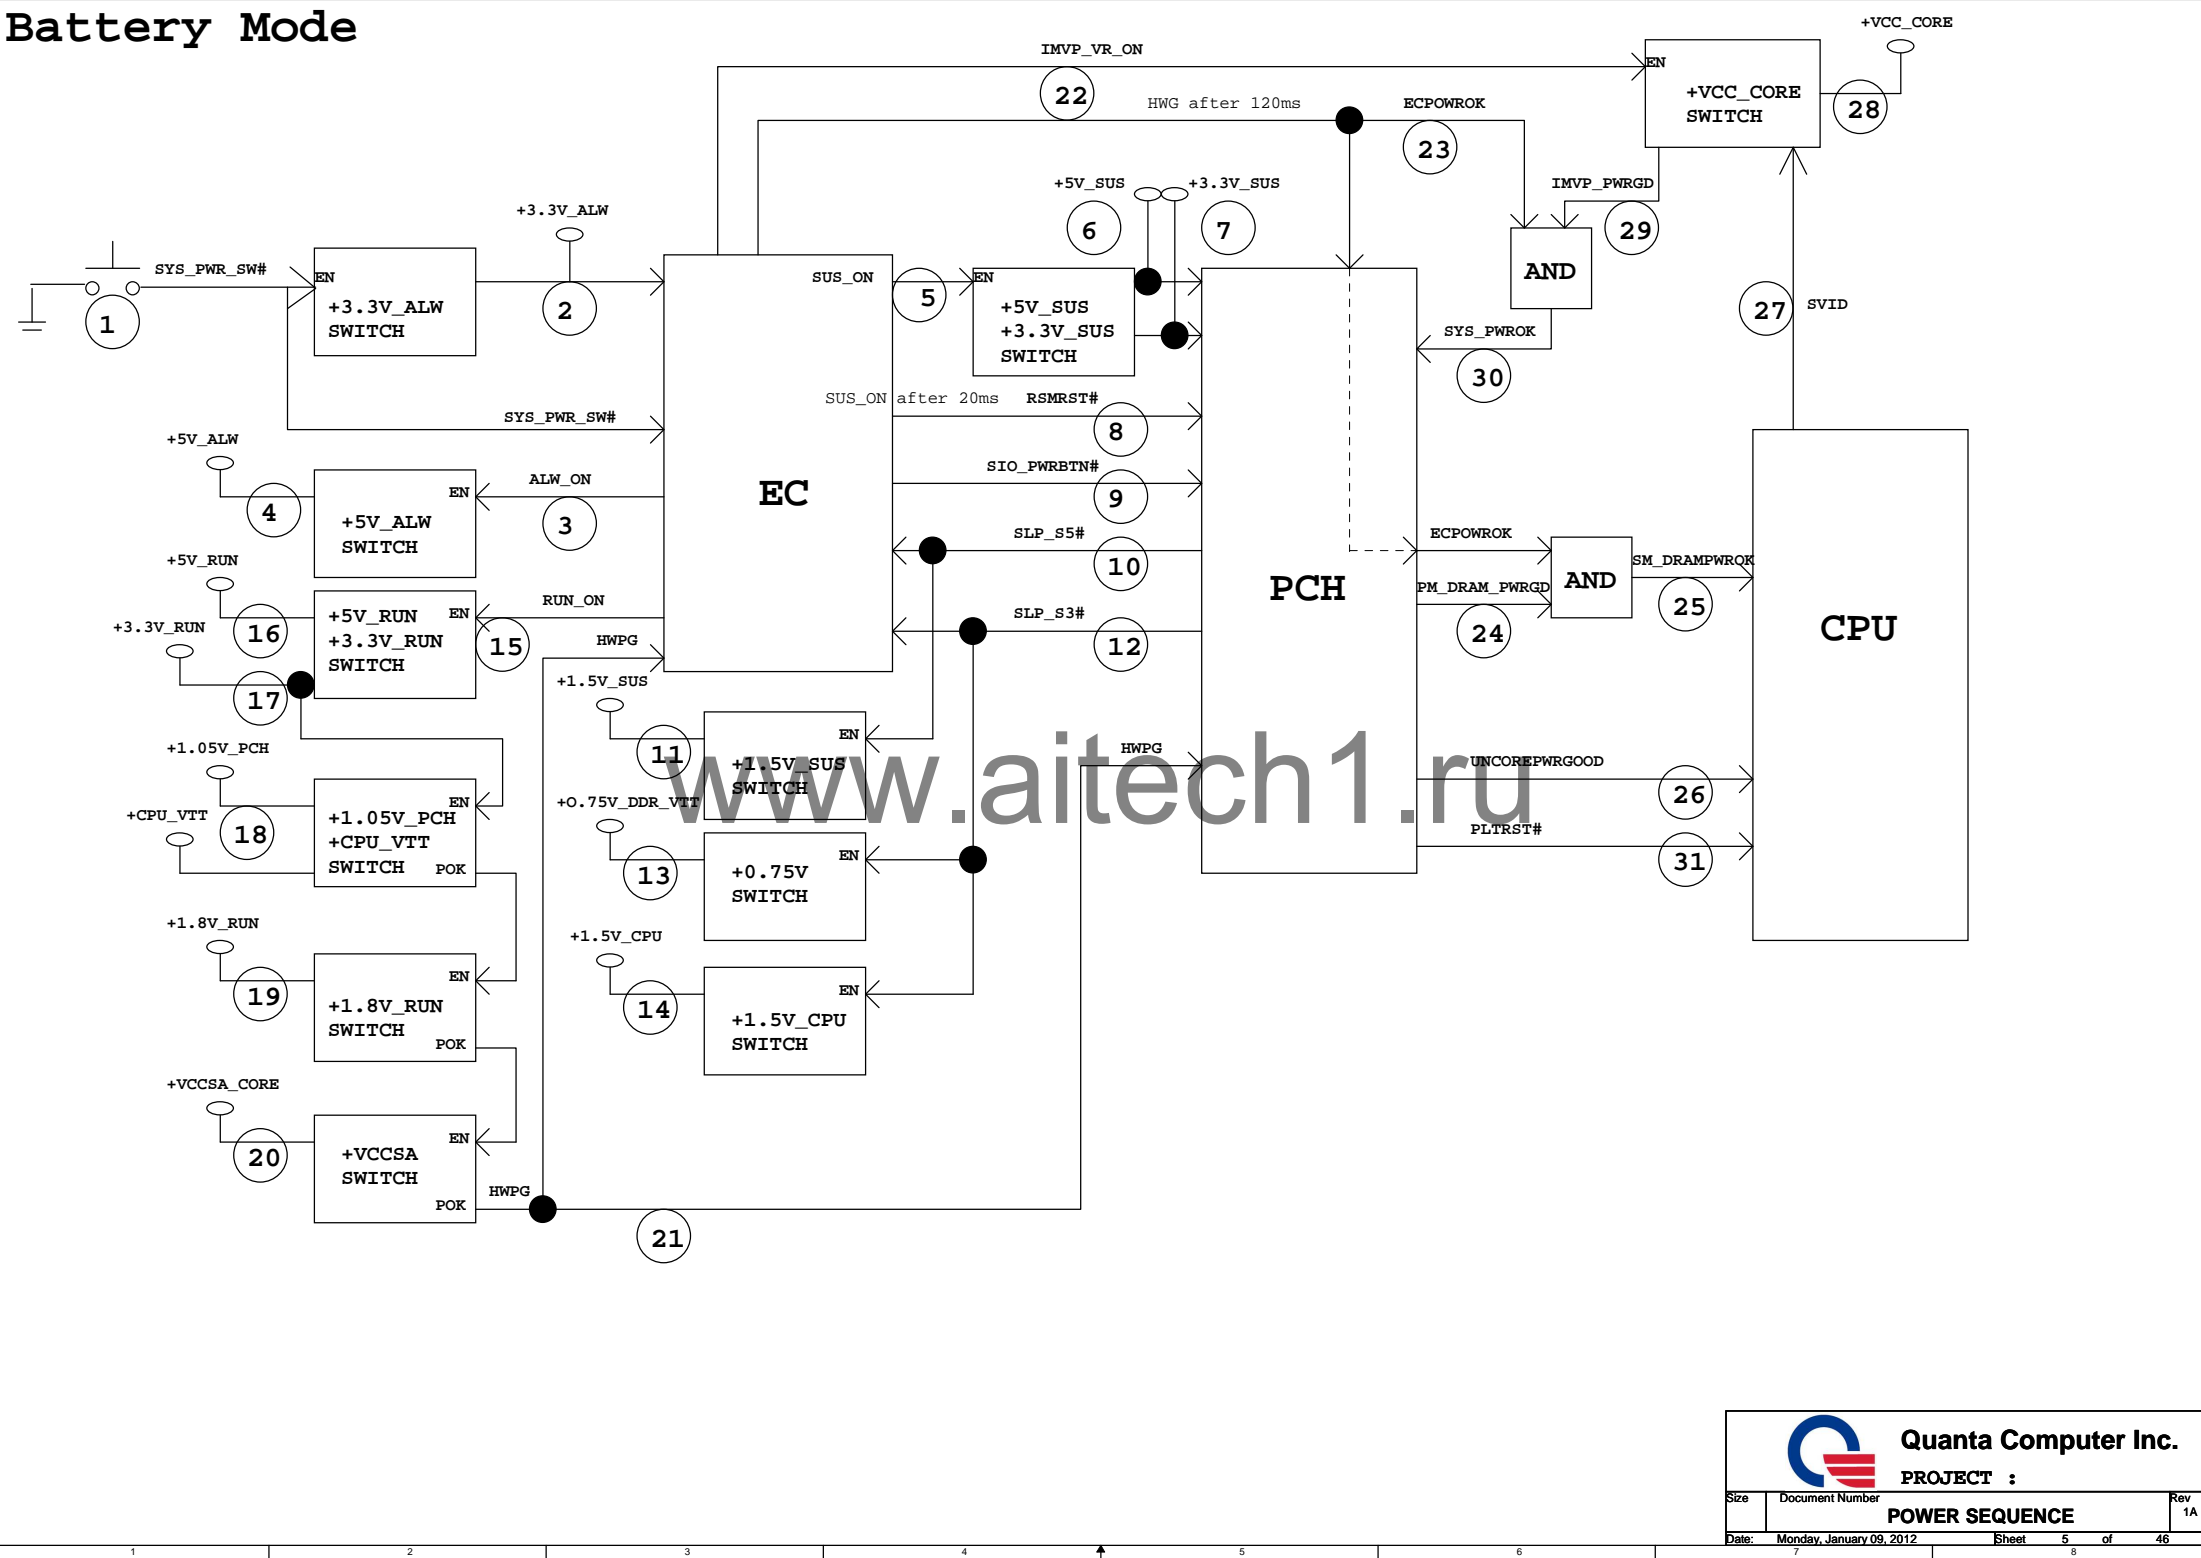 Battery Mode
+VCC_CORE
IMVP_VR_ON
EN
22
+VCC_CORE
SWITCH
28
HWG after 120ms
ECPOWROK
23
+5V_SUS
+3.3V_SUS
6
7
IMVP_PWRGD
29
+3.3V_ALW
SYS_PWR_SW#
1
EN
+3.3V_ALW
SWITCH
2
SUS_ON
5
EN
+5V_SUS
+3.3V_SUS
SWITCH
AND
SYS_PWROK
30
27
SVID
SUS_ON after 20ms
RSMRST#
8
SYS_PWR_SW#
+5V_ALW
4
EN
+5V_ALW
SWITCH
ALW_ON
3
EC
SIO_PWRBTN#
9
SLP_S5#
10
PCH
ECPOWROK
PM_DRAM_PWRGD
24
AND
SM_DRAMPWROK
25
CPU
+5V_RUN
16
+3.3V_RUN
17
+5V_RUN
+3.3V_RUN
SWITCH
EN
RUN_ON
15
HWPG
SLP_S3#
12
+1.5V_SUS
11
EN
+1.5V_SUS
SWITCH
HWPG
www.aitech1.ru
UNCOREPWRGOOD
26
PLTRST#
31
+1.05V_PCH
+CPU_VTT
18
EN
+1.05V_PCH
+CPU_VTT
SWITCH
POK
+0.75V_DDR_VTT
13
EN
+0.75V
SWITCH
+1.8V_RUN
19
EN
+1.8V_RUN
SWITCH
POK
+1.5V_CPU
14
EN
+1.5V_CPU
SWITCH
+VCCSA_CORE
20
EN
+VCCSA
SWITCH
POK
HWPG
21
Quanta Computer Inc.
PROJECT :
Size
Document Number
Rev
POWER SEQUENCE
1A
Date: Monday, January 09, 2012 Sheet 5 of 46
1 2 3 4 5 6 7 8